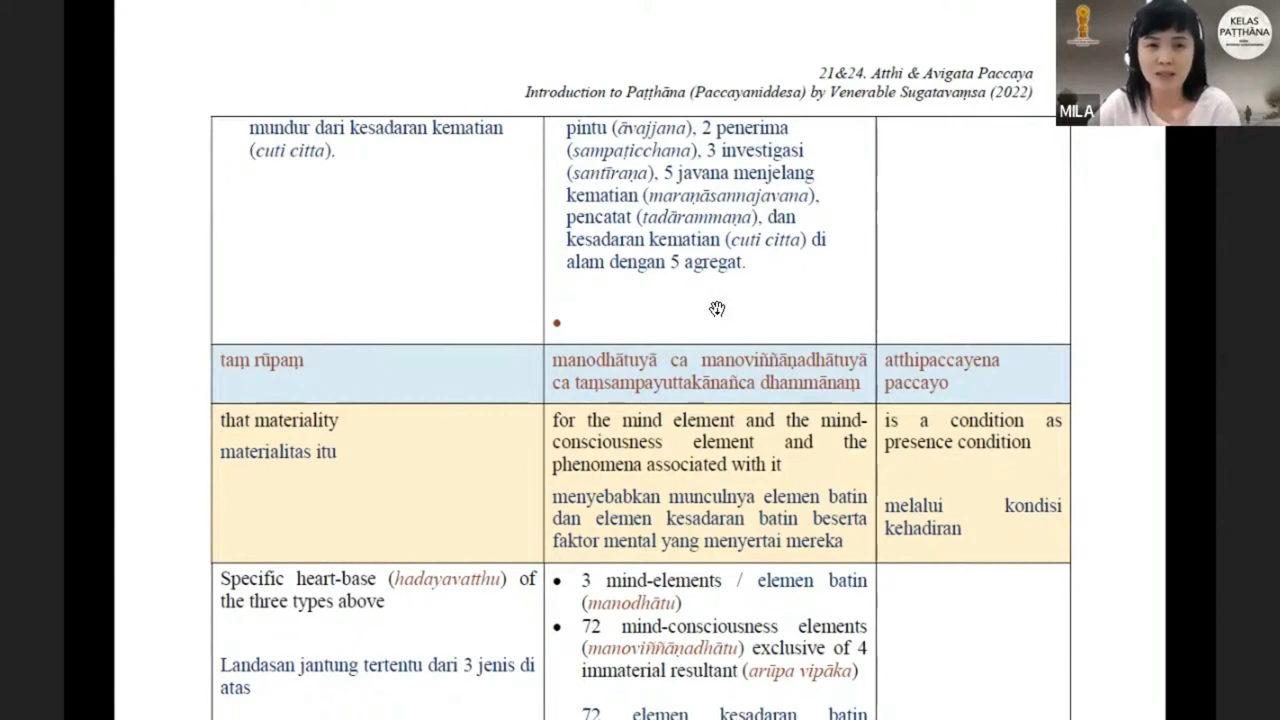 21&24. Atthi & Avigata Paccaya
Introduction to Paṭṭhāna (Paccayaniddesa) by Venerable Sugatavaṃsa (2022)
KELAS
PAṬṬHĀNA
MILA
mundur dari kesadaran kematian
(cuti citta).
pintu (āvajjana), 2 penerima
(sampaṭicchana), 3 investigasi
(santīraṇa), 5 javana menjelang
kematian (maraṇāsannajavana),
pencatat (tadārammaṇa), dan
kesadaran kematian (cuti citta) di
alam dengan 5 agregat.
taṃ rūpaṃ
manodhātuyā ca manoviññāṇadhātuyā
ca taṃsampayuttakānañca dhammānaṃ
atthipaccayena
paccayo
that materiality
materialitas itu
for the mind element and the mind-
consciousness element and the
phenomena associated with it
menyebabkan munculnya elemen batin
dan elemen kesadaran batin beserta
faktor mental yang menyertai mereka
is a condition as
presence condition
melalui kondisi
kehadiran
Specific heart-base (hadayavatthu) of
the three types above
Landasan jantung tertentu dari 3 jenis di
atas
• 3 mind-elements / elemen batin
(manodhātu)
• 72 mind-consciousness elements
(manoviññāṇadhātu) exclusive of 4
immaterial resultant (arūpa vipāka)
72 elemen kesadaran batin